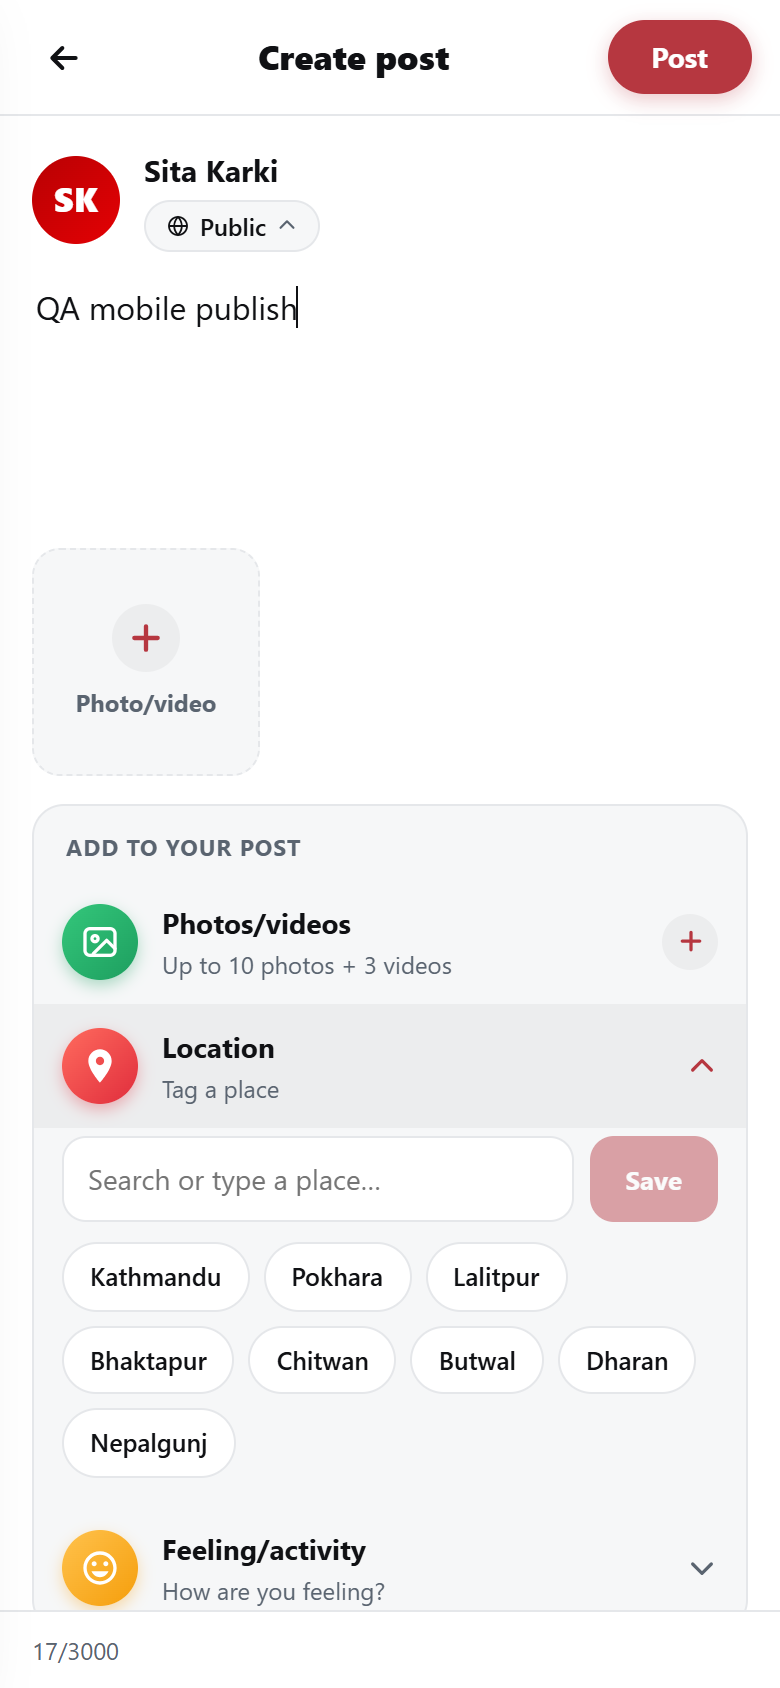 Create post
Post
SK
Sita Karki
Public
QA mobile publish
Photo/video
ADD TO YOUR POST
Photos/videos
Up to 10 photos + 3 videos
Location
Tag a place
Search or type a place...
Save
Kathmandu Pokhara Lalitpur
Bhaktapur Chitwan Butwal Dharan
Nepalgunj
Feeling/activity
How are you feeling?
17/3000